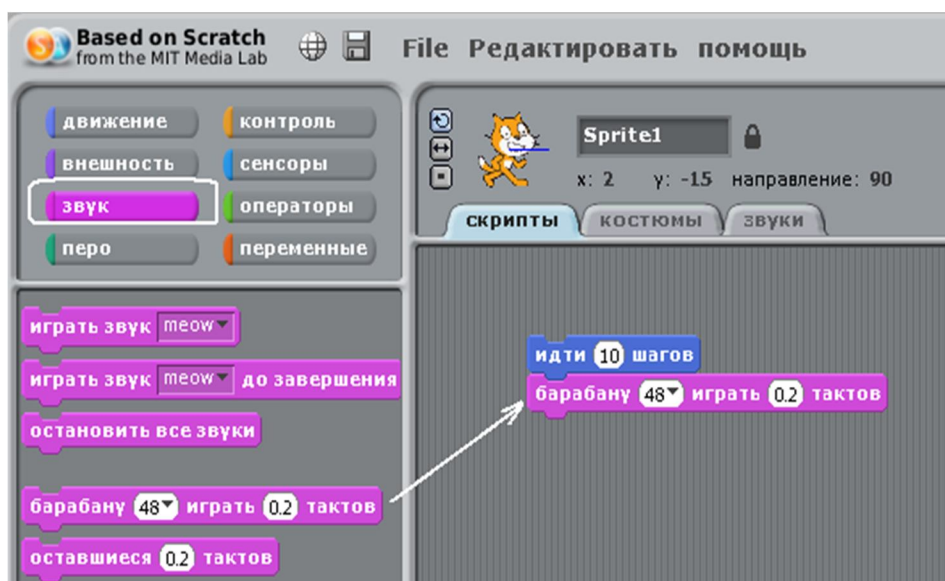 Based on Scratch
from the MIT Media Lab
File Редактировать помощь
движение контроль
внешность сенсоры
звук операторы
перо переменные
Sprite1
x: 2 y: -15 направление: 90
скрипты костюмы звуки
играть звук meow
играть звук meow до завершения
остановить все звуки
барабану 48 играть 0.2 тактов
оставшиеся 0.2 тактов
идти 10 шагов
барабану 48 играть 0.2 тактов